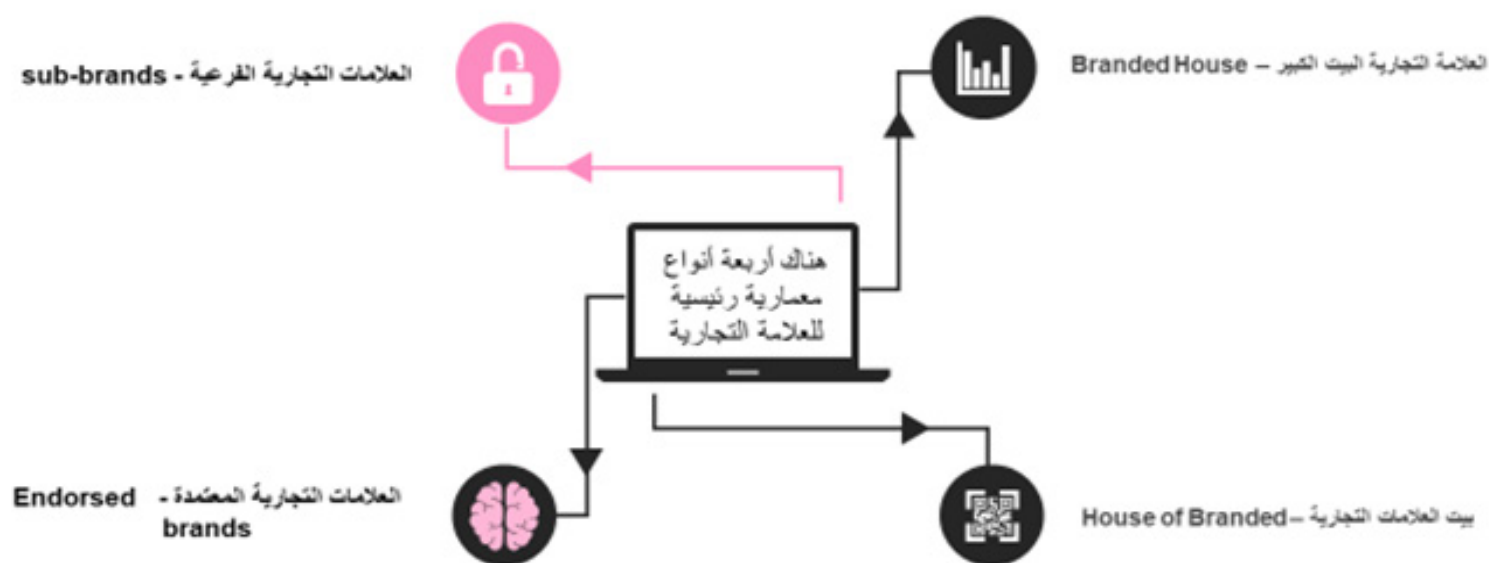 العلامات التجارية الفرعية - sub-brands
العلامة التجارية البيت الكبير – Branded House
هناك أربعة أنواع
معمارية رئيسية
للعلامة التجارية
العلامات التجارية المعتمدة - Endorsed
brands
بيت العلامات التجارية – House of Branded